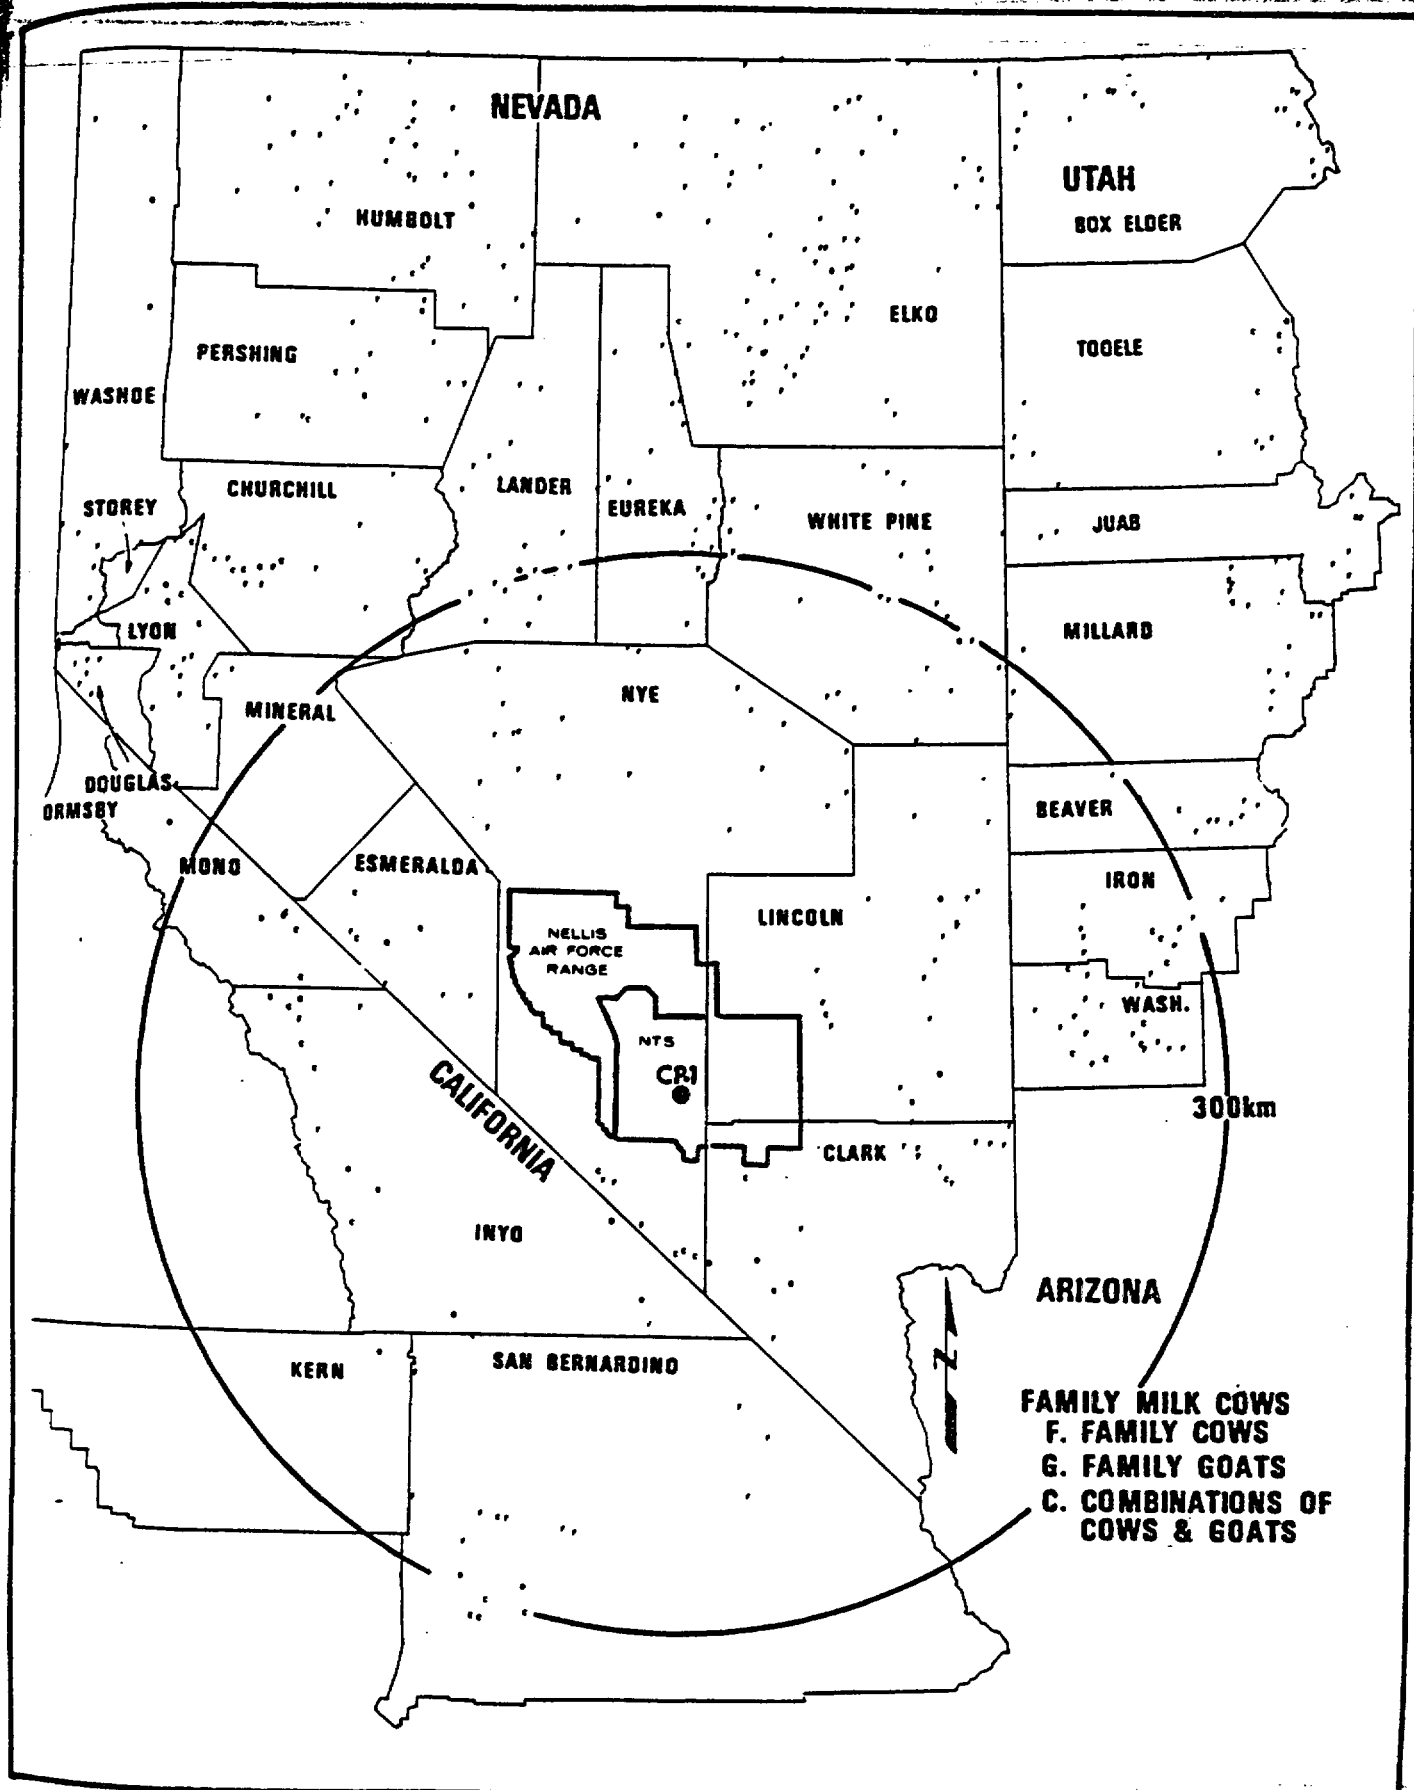 NEVADA
UTAH
BOX ELDER
HUMBOLT
ELKO
TOOELE
PERSHING
WASHOE
CHURCHILL
LANDER
EUREKA
WHITE PINE
JUAB
STOREY
LYON
MILLARD
NYE
MINERAL
DOUGLAS
ORMSBY
BEAVER
MONO
ESMERALDA
IRON
LINCOLN
NELLIS
AIR FORCE
RANGE
WASH.
NTS
CP-1
CALIFORNIA
300km
CLARK
INYO
ARIZONA
KERN
SAN BERNARDINO
N
FAMILY MILK COWS
F. FAMILY COWS
G. FAMILY GOATS
C. COMBINATIONS OF
COWS & GOATS